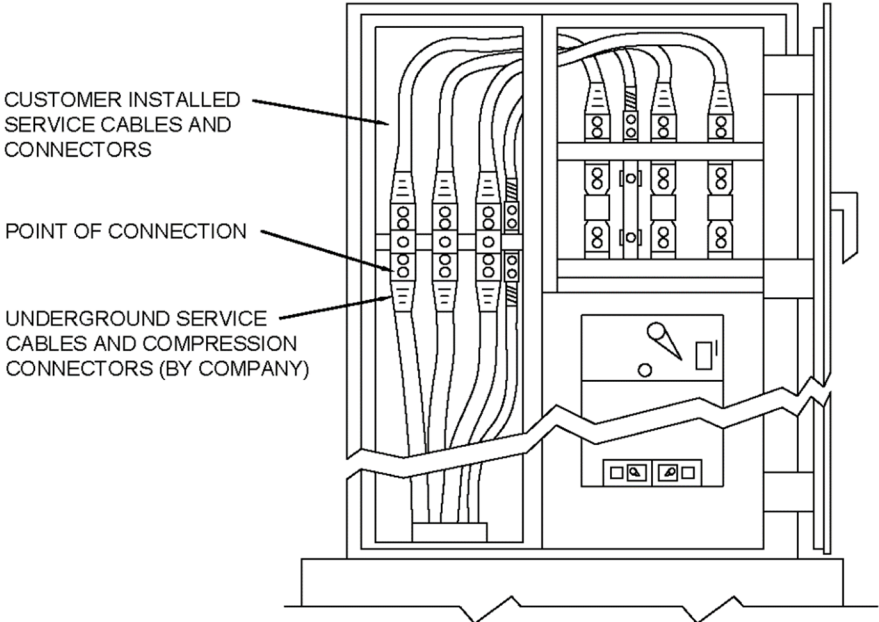 CUSTOMER INSTALLED
SERVICE CABLES AND
CONNECTORS
POINT OF CONNECTION
UNDERGROUND SERVICE
CABLES AND COMPRESSION
CONNECTORS (BY COMPANY)